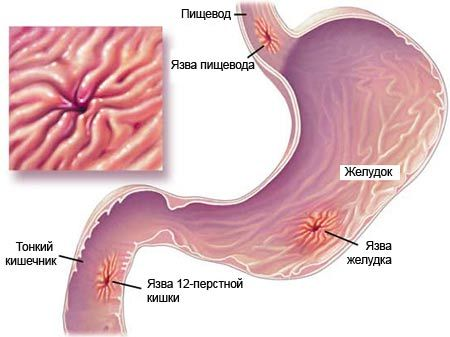 Пищевод
Язва пищевода
Желудок
Язва
желудка
Тонкий
кишечник
Язва 12-перстной
кишки